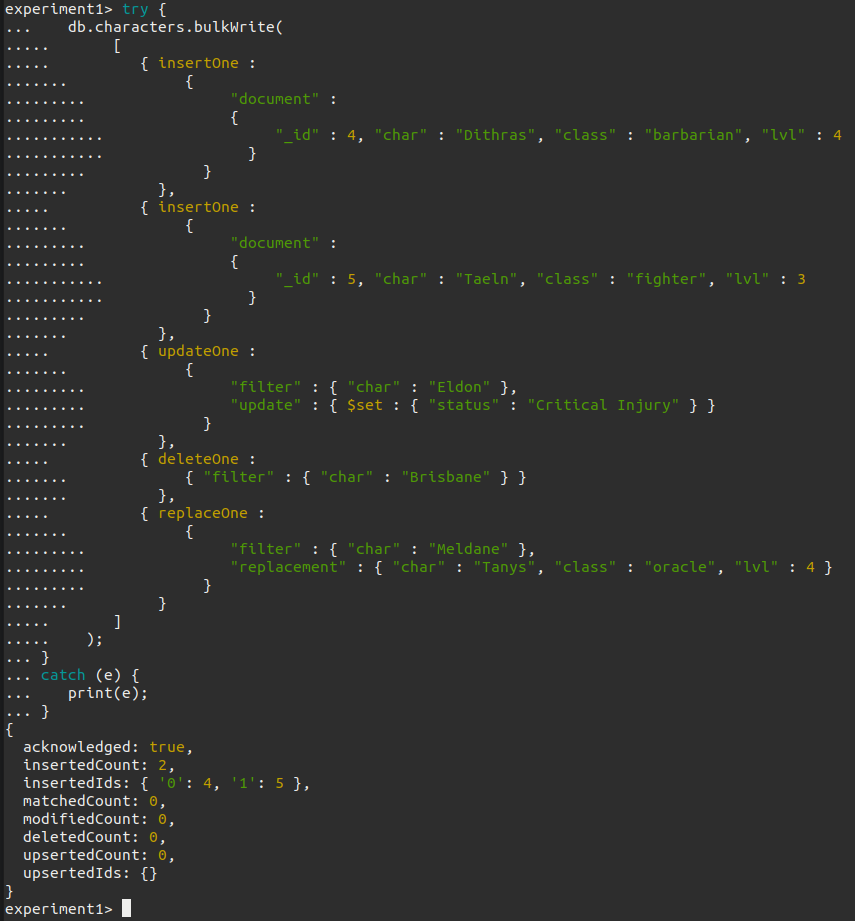 experiment1> try {
... db.characters.bulkWrite(
..... [
..... { insertOne :
....... {
......... "document" :
......... {
........... "_id" : 4, "char" : "Dithras", "class" : "barbarian", "lvl" : 4
........... }
......... }
....... },
..... { insertOne :
....... {
......... "document" :
......... {
........... "_id" : 5, "char" : "Taeln", "class" : "fighter", "lvl" : 3
........... }
......... }
....... },
..... { updateOne :
....... {
......... "filter" : { "char" : "Eldon" },
......... "update" : { $set : { "status" : "Critical Injury" } }
......... }
....... },
..... { deleteOne :
....... { "filter" : { "char" : "Brisbane" } }
....... },
..... { replaceOne :
....... {
......... "filter" : { "char" : "Meldane" },
......... "replacement" : { "char" : "Tanys", "class" : "oracle", "lvl" : 4 }
......... }
....... }
..... ]
..... );
... }
... catch (e) {
... print(e);
... }
{
acknowledged: true,
insertedCount: 2,
insertedIds: { '0': 4, '1': 5 },
matchedCount: 0,
modifiedCount: 0,
deletedCount: 0,
upsertedCount: 0,
upsertedIds: {}
}
experiment1>